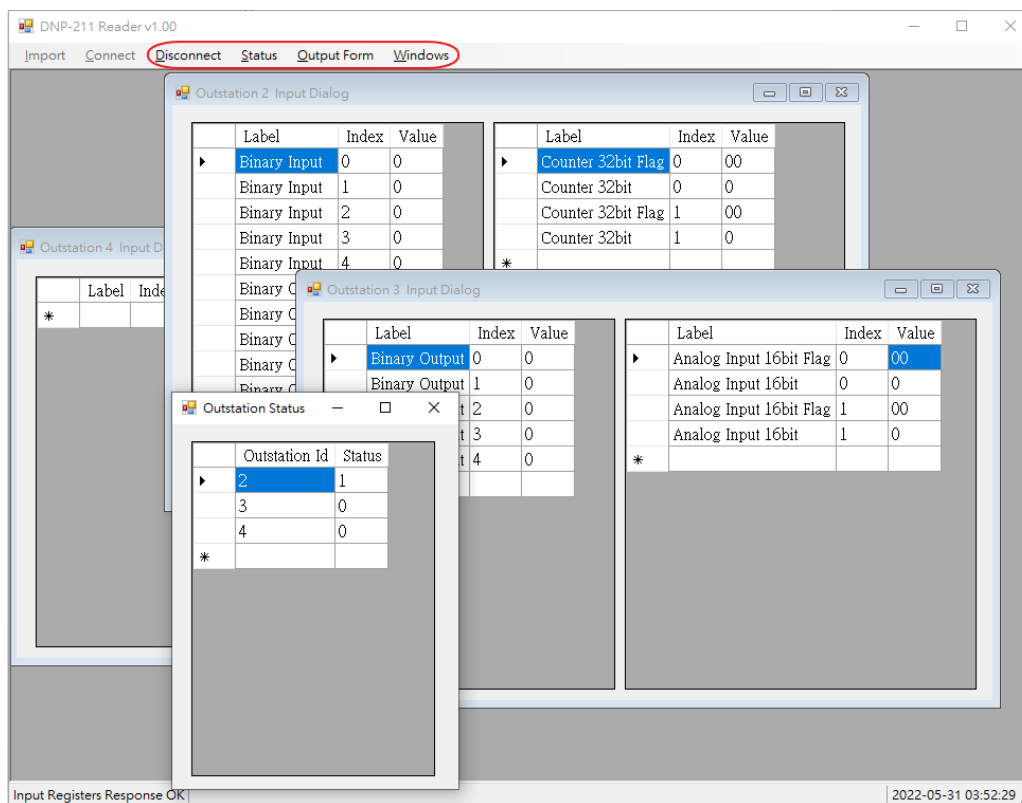 DNP-211 Reader v1.00
Import Connect Disconnect Status Output Form Windows
Outstation 2 Input Dialog
Label Index Value
Binary Input 0 0
Binary Input 1 0
Binary Input 2 0
Binary Input 3 0
Binary Input 4 0
Binary O
Binary O
Binary O
Binary O
Binary O
Label Index Value
Counter 32bit Flag 0 00
Counter 32bit 0 0
Counter 32bit Flag 1 00
Counter 32bit 1 0
*
Outstation 4 Input D
Label Inde
*
Outstation 3 Input Dialog
Label Index Value
Binary Output 0 0
Binary Output 1 0
t 2 0
t 3 0
t 4 0
Label Index Value
Analog Input 16bit Flag 0 00
Analog Input 16bit 0 0
Analog Input 16bit Flag 1 00
Analog Input 16bit 1 0
*
Outstation Status
Outstation Id Status
2 1
3 0
4 0
*
Input Registers Response OK
2022-05-31 03:52:29